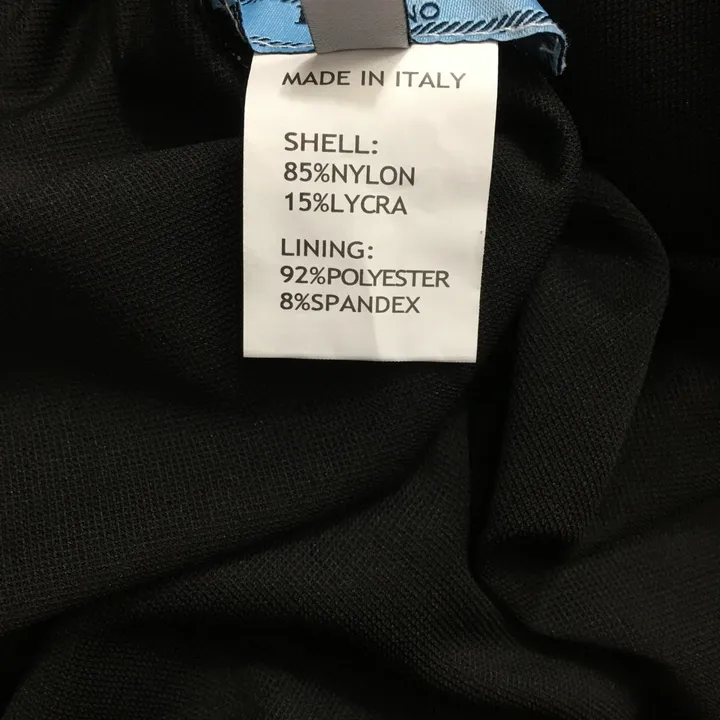 MADE IN ITALY
SHELL:
85%NYLON
15%LYCRA
LINING:
92%POLYESTER
8%SPANDEX